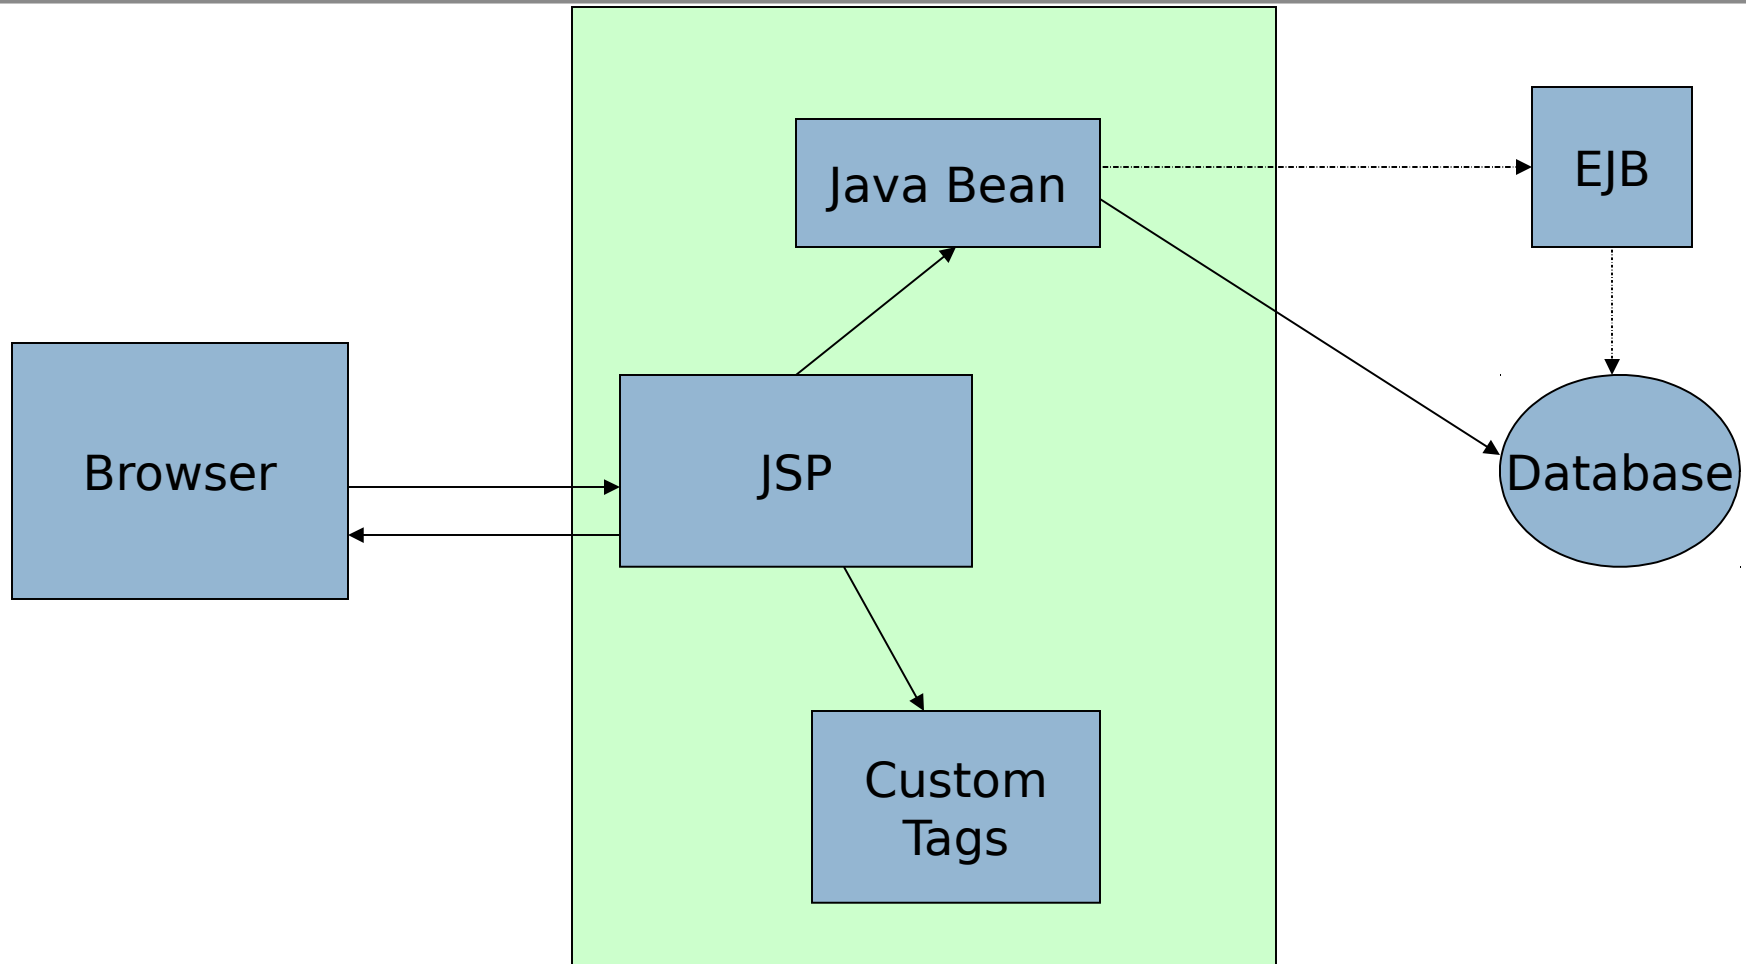 Java Bean
EJB
Browser
JSP
Database
Custom
Tags